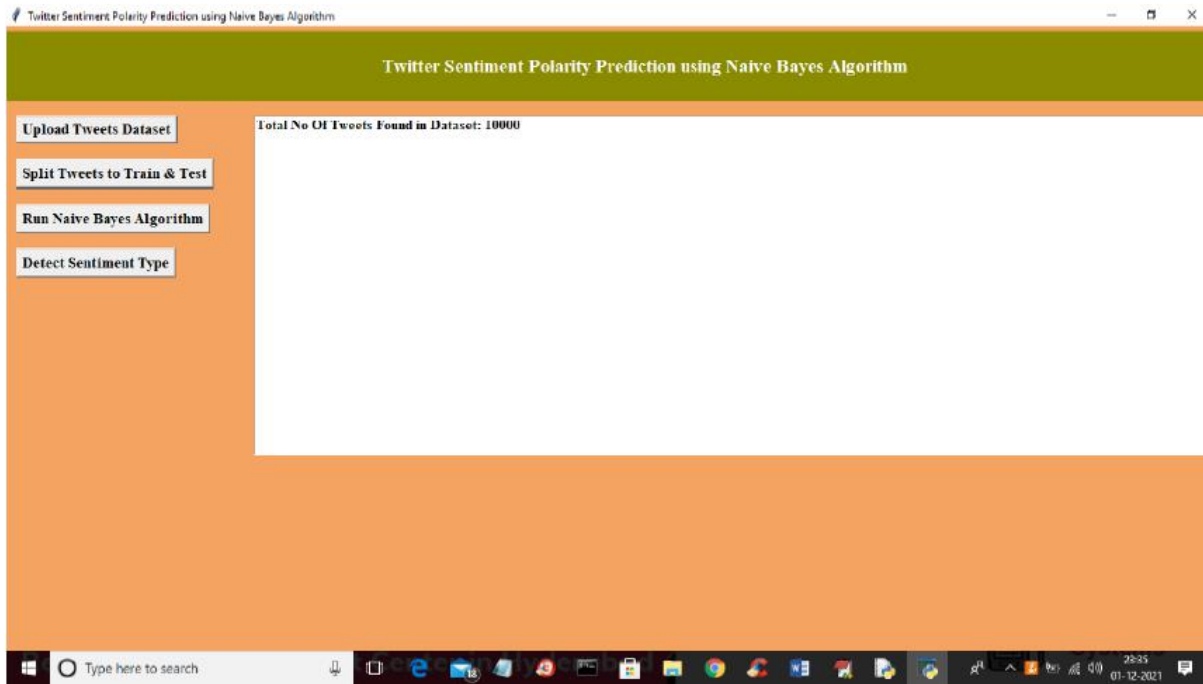 Twitter Sentiment Polarity Prediction using Naive Bayes Algorithm
Twitter Sentiment Polarity Prediction using Naive Bayes Algorithm
Upload Tweets Dataset
Total No Of Tweets Found in Dataset: 10000
Split Tweets to Train & Test
Run Naive Bayes Algorithm
Detect Sentiment Type
Type here to search
18
23:35
01-12-2021